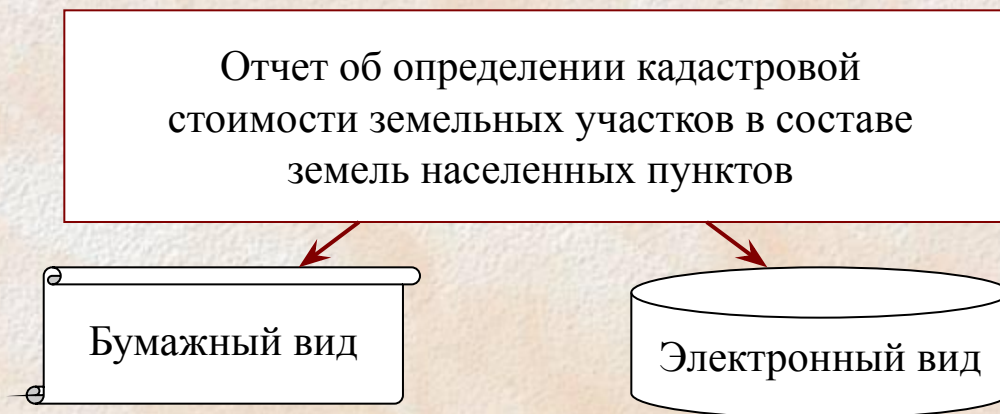 Отчет об определении кадастровой
стоимости земельных участков в составе
земель населенных пунктов
Бумажный вид
Электронный вид